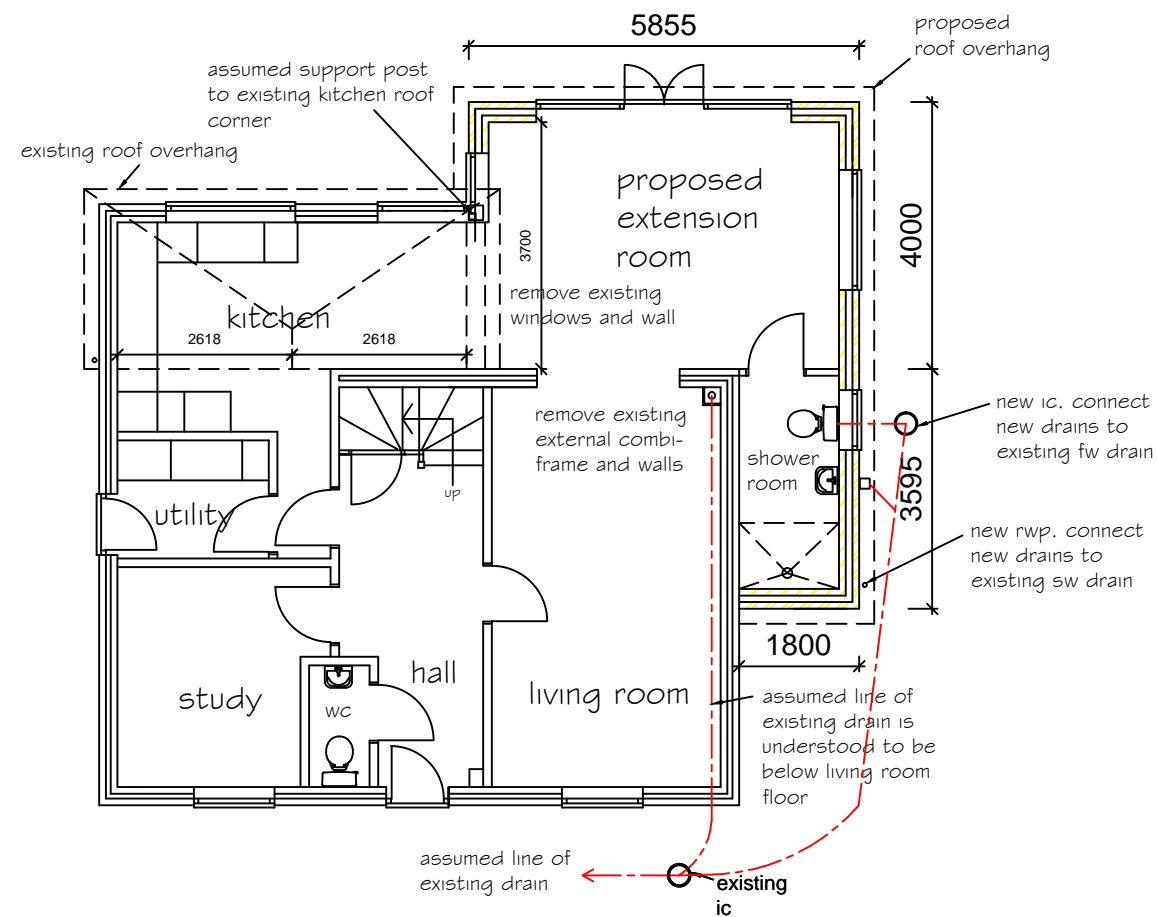 5855
proposed
roof overhang
assumed support post
to existing kitchen roof
corner
existing roof overhang
proposed
extension
room
4000
3700
remove existing
windows and wall
kitchen
2618
2618
remove existing
external combi-
frame and walls
new ic. connect
new drains to
existing fw drain
shower
room
3595
up
utility
new rwp. connect
new drains to
existing sw drain
1800
hall
study
wc
living room
assumed line of
existing drain is
understood to be
below living room
floor
assumed line of
existing drain
existing
ic